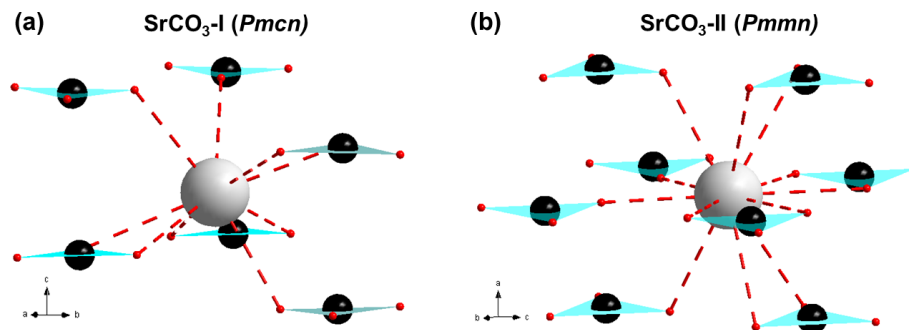 (a) SrCO₃-I (Pmcn)
c
a b
(b) SrCO₃-II (Pmmn)
a
b c